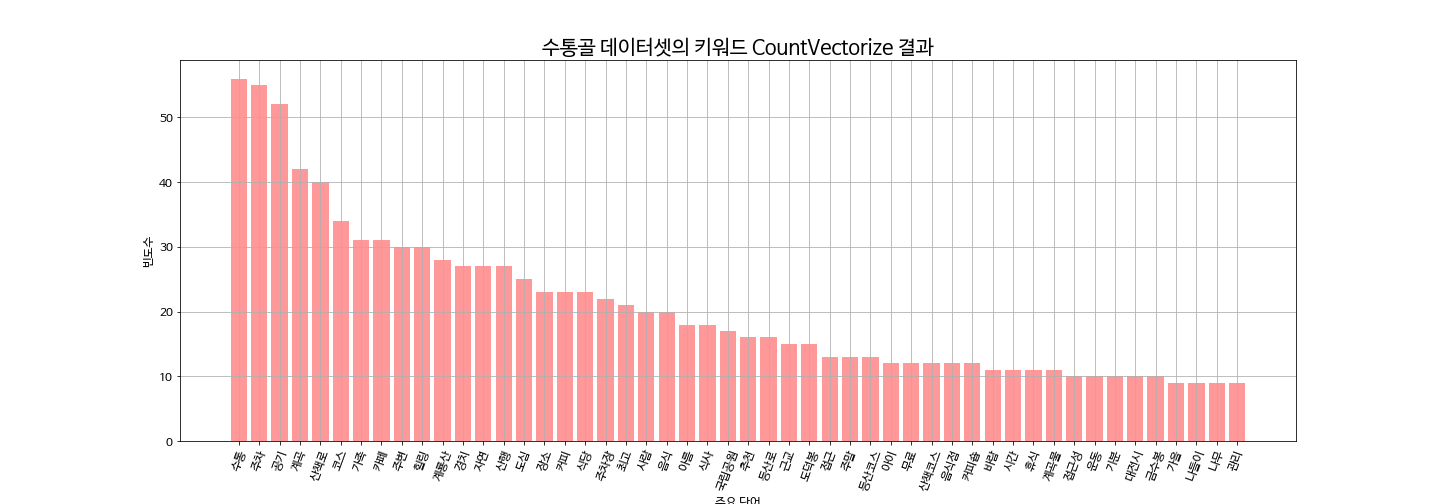 수통골 데이터셋의 키워드 CountVectorize 결과
50
40
30
20
10
0
빈도수
수통
주차
공기
계곡
산책로
코스
가족
카페
주변
힐링
계룡산
경치
자연
산행
도심
장소
커피
식당
주차장
최고
사람
음식
아름
식사
국립공원
추천
등산로
근교
도덕봉
접근
주말
등산코스
아이
무료
산책코스
음식점
커피숍
바람
시간
휴식
계곡물
접근성
운동
기분
대전시
금수봉
가을
나들이
나무
관리
주요 단어